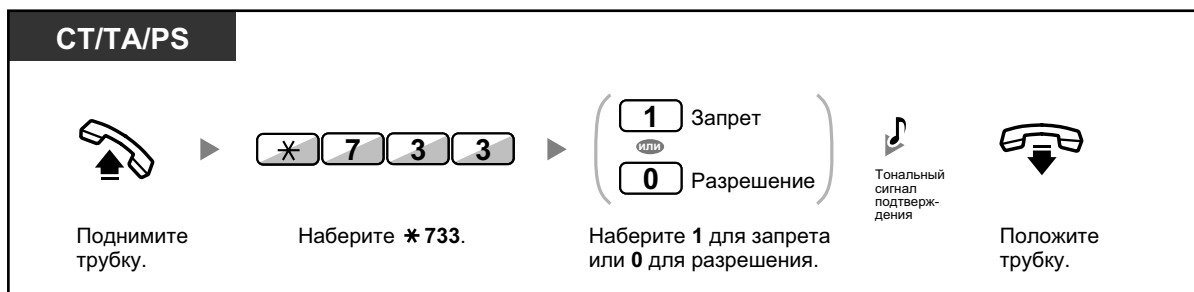 CT/TA/PS
✱ 7 3 3
1 Запрет
или
0 Разрешение
Тональный
сигнал
подтверж-
дения
Поднимите
трубку.
Наберите ✱ 733.
Наберите 1 для запрета
или 0 для разрешения.
Положите
трубку.